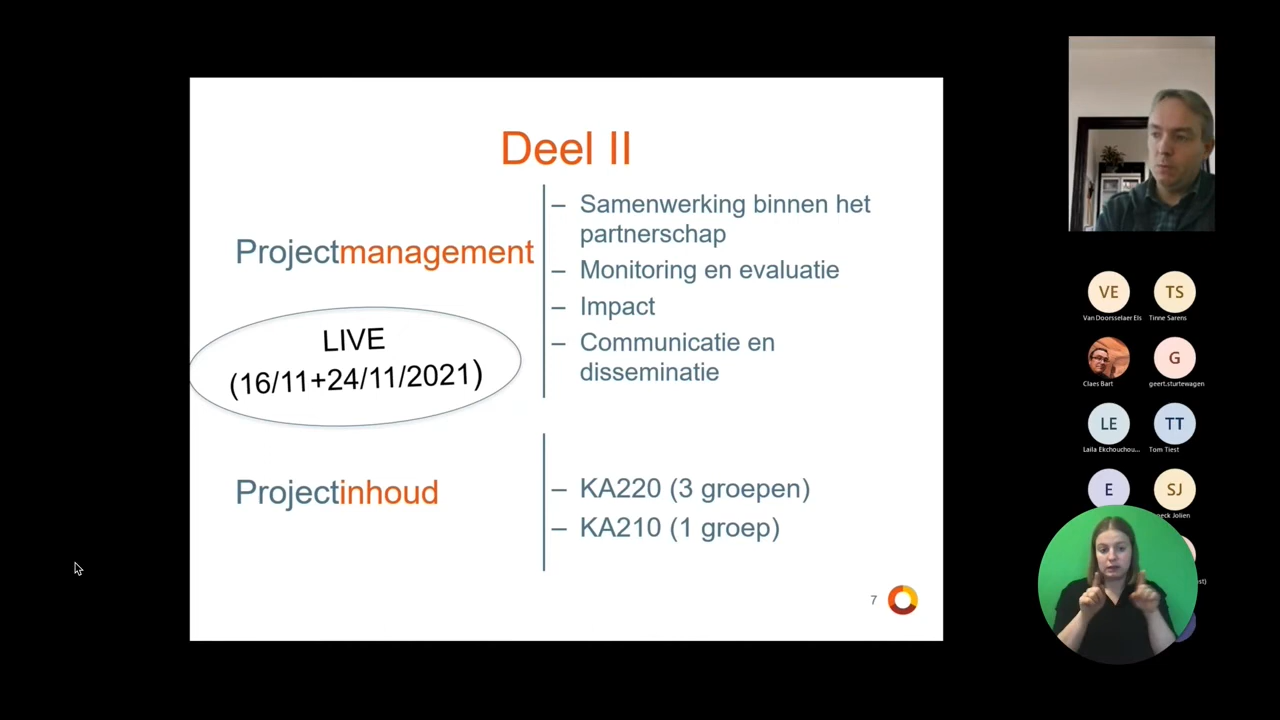 Deel II
Projectmanagement
– Samenwerking binnen het
partnerschap
– Monitoring en evaluatie
– Impact
– Communicatie en
disseminatie
LIVE
(16/11+24/11/2021)
Projectinhoud
– KA220 (3 groepen)
– KA210 (1 groep)
7
VE
Van Doorsselaer Els
TS
Tinne Sarens
Claes Bart
G
geert.sturtewagen
LE
Laila Ekchouchou...
TT
Tom Tiest
E
SJ
Jolien